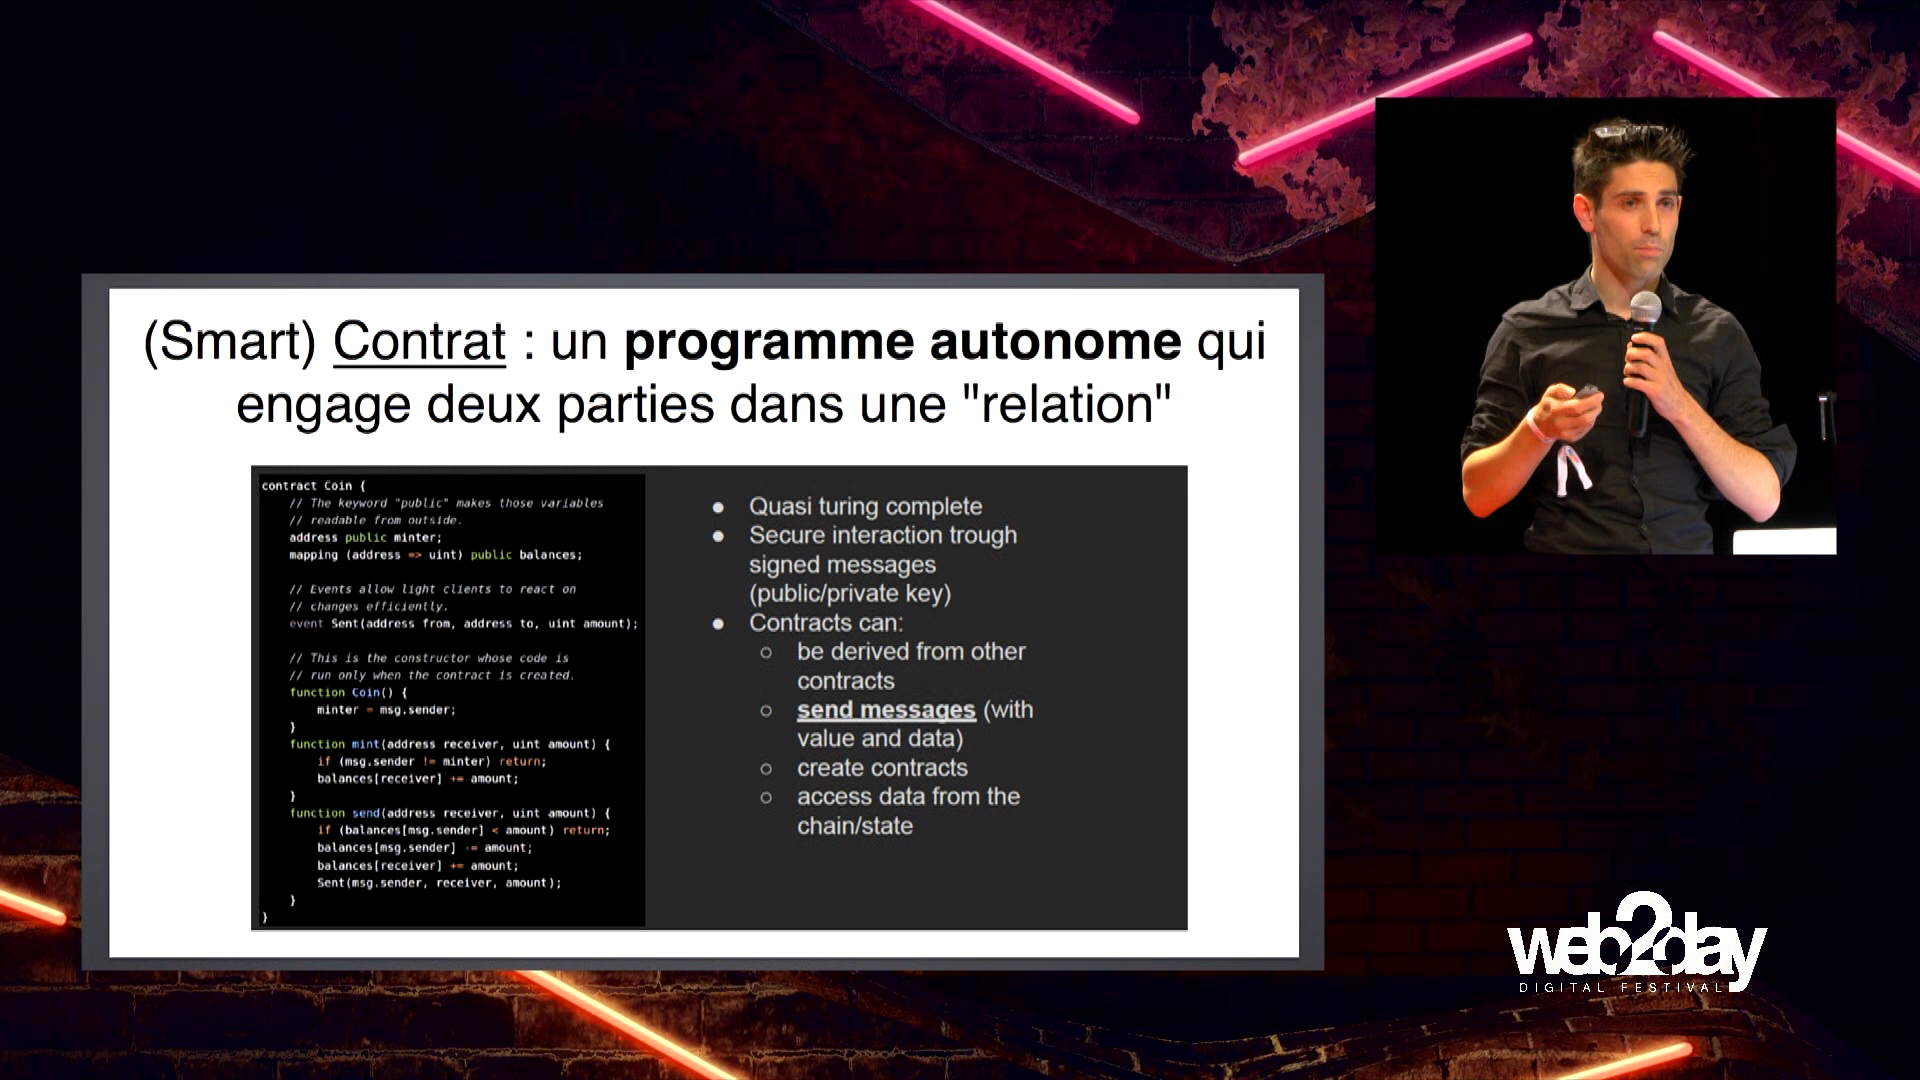 (Smart) Contrat : un programme autonome qui
engage deux parties dans une "relation"
contract Coin {
// The keyword "public" makes those variables
// readable from outside.
address public minter;
mapping (address => uint) public balances;
// Events allow light clients to react on
// changes efficiently.
event Sent(address from, address to, uint amount);
// This is the constructor whose code is
// run only when the contract is created.
function Coin() {
minter = msg.sender;
}
function mint(address receiver, uint amount) {
if (msg.sender != minter) return;
balances[receiver] += amount;
}
function send(address receiver, uint amount) {
if (balances[msg.sender] < amount) return;
balances[msg.sender] -= amount;
balances[receiver] += amount;
Sent(msg.sender, receiver, amount);
}
}
● Quasi turing complete
● Secure interaction trough
signed messages
(public/private key)
● Contracts can:
○ be derived from other
contracts
○ send messages (with
value and data)
○ create contracts
○ access data from the
chain/state
web2day
DIGITAL FESTIVAL